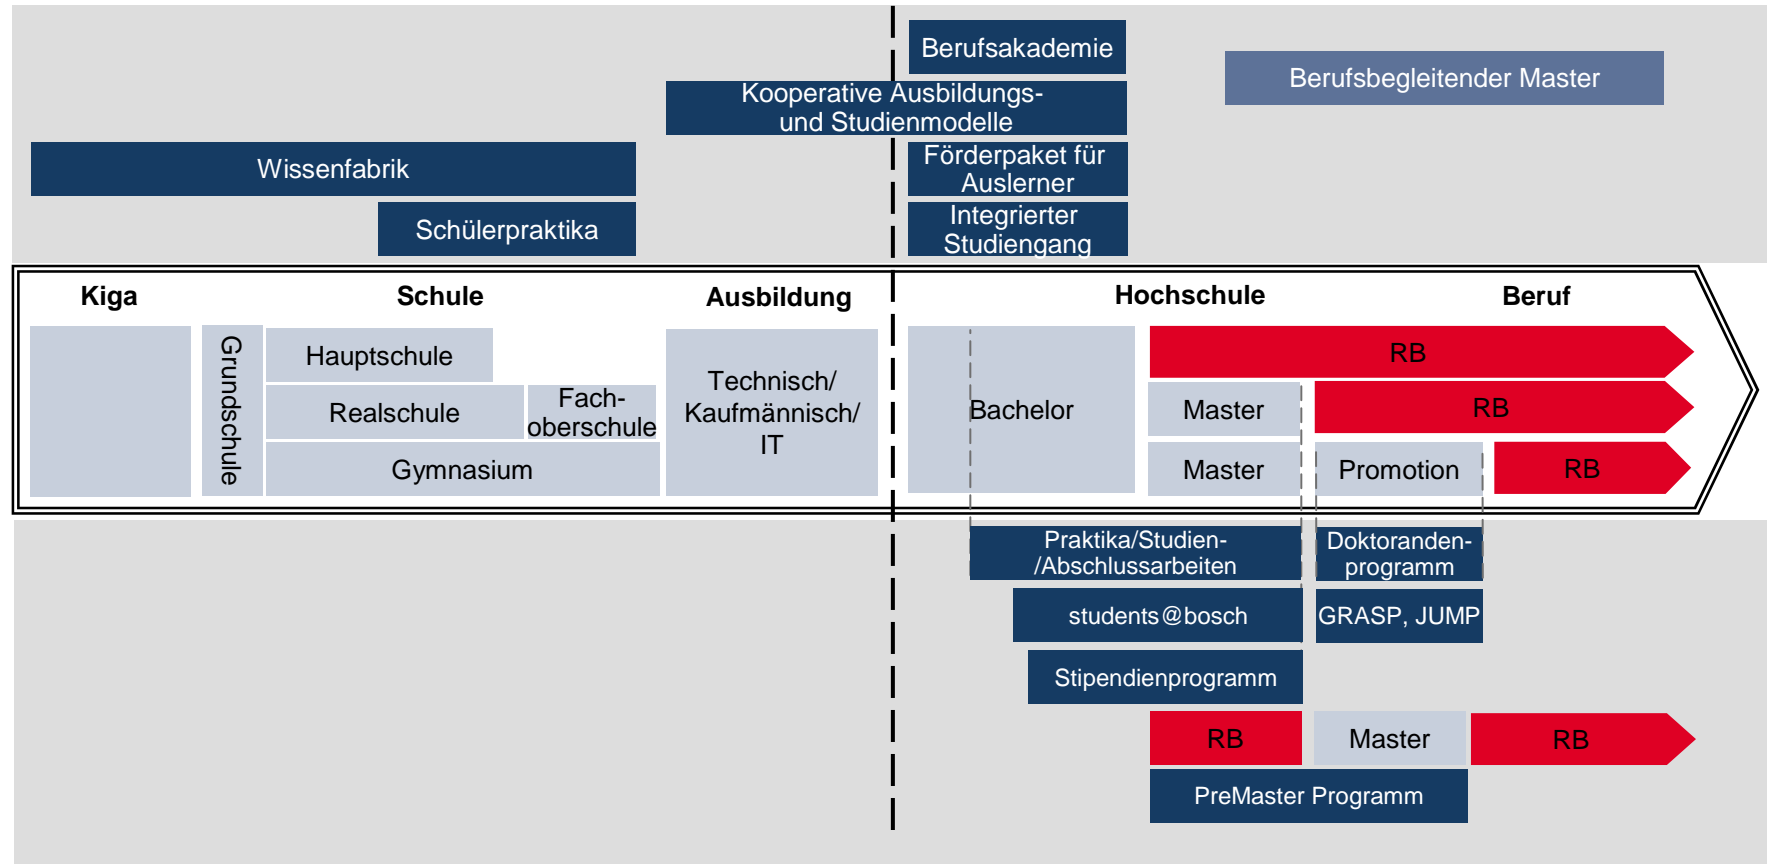 Berufsakademie
Berufsbegleitender Master
Kooperative Ausbildungs-
und Studienmodelle
Wissenfabrik
Förderpaket für
Auslerner
Schülerpraktika
Integrierter
Studiengang
Kiga
Schule
Ausbildung
Hochschule
Beruf
Grundschule
Hauptschule
Realschule
Fach-
oberschule
Gymnasium
Technisch/
Kaufmännisch/
IT
Bachelor
RB
Master
RB
Master
Promotion
RB
Praktika/Studien-
/Abschlussarbeiten
Doktoranden-
programm
students@bosch
GRASP, JUMP
Stipendienprogramm
RB
Master
RB
PreMaster Programm